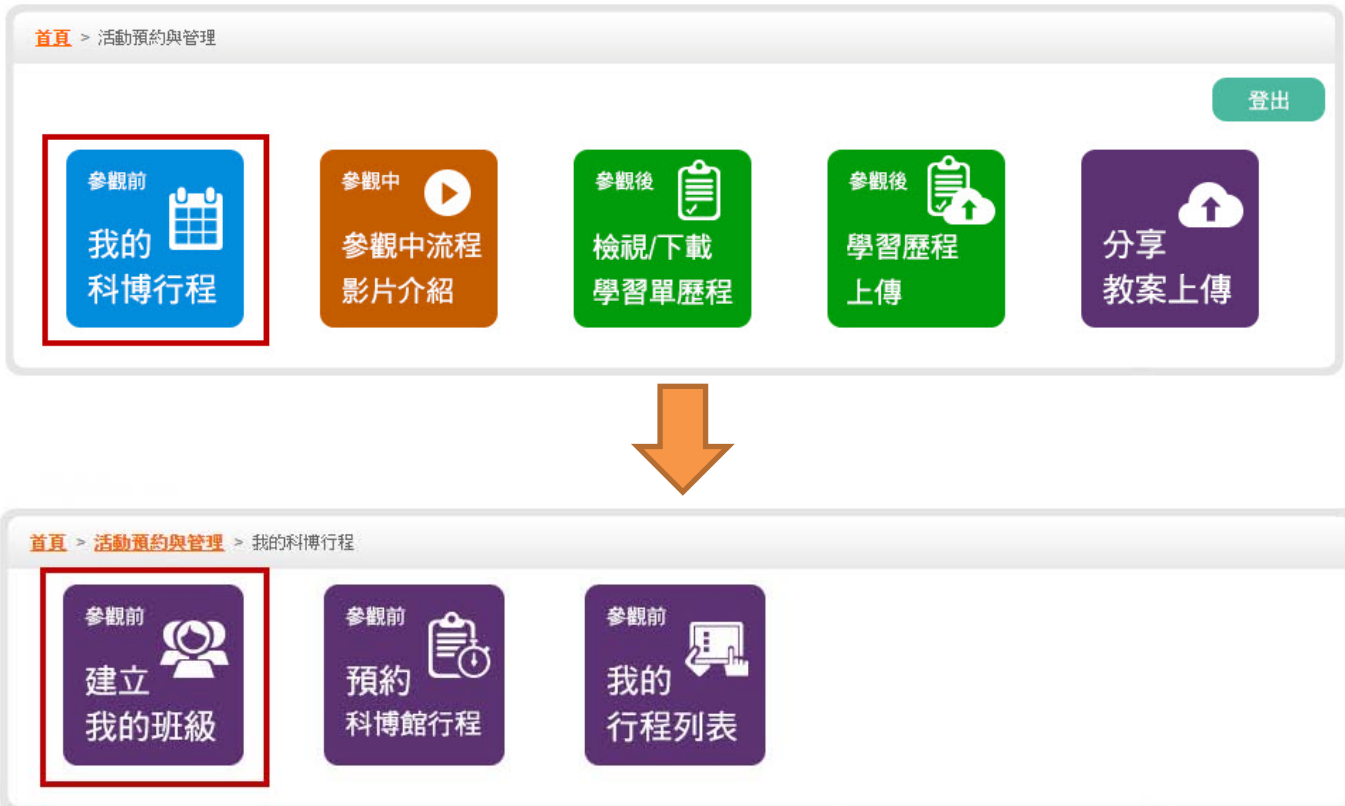 首頁 > 活動預約與管理
登出
參觀前
我的
科博行程
參觀中
參觀中流程
影片介紹
參觀後
檢視/下載
學習單歷程
參觀後
學習歷程
上傳
分享
教案上傳
首頁 > 活動預約與管理 > 我的科博行程
參觀前
建立
我的班級
參觀前
預約
科博館行程
參觀前
我的
行程列表